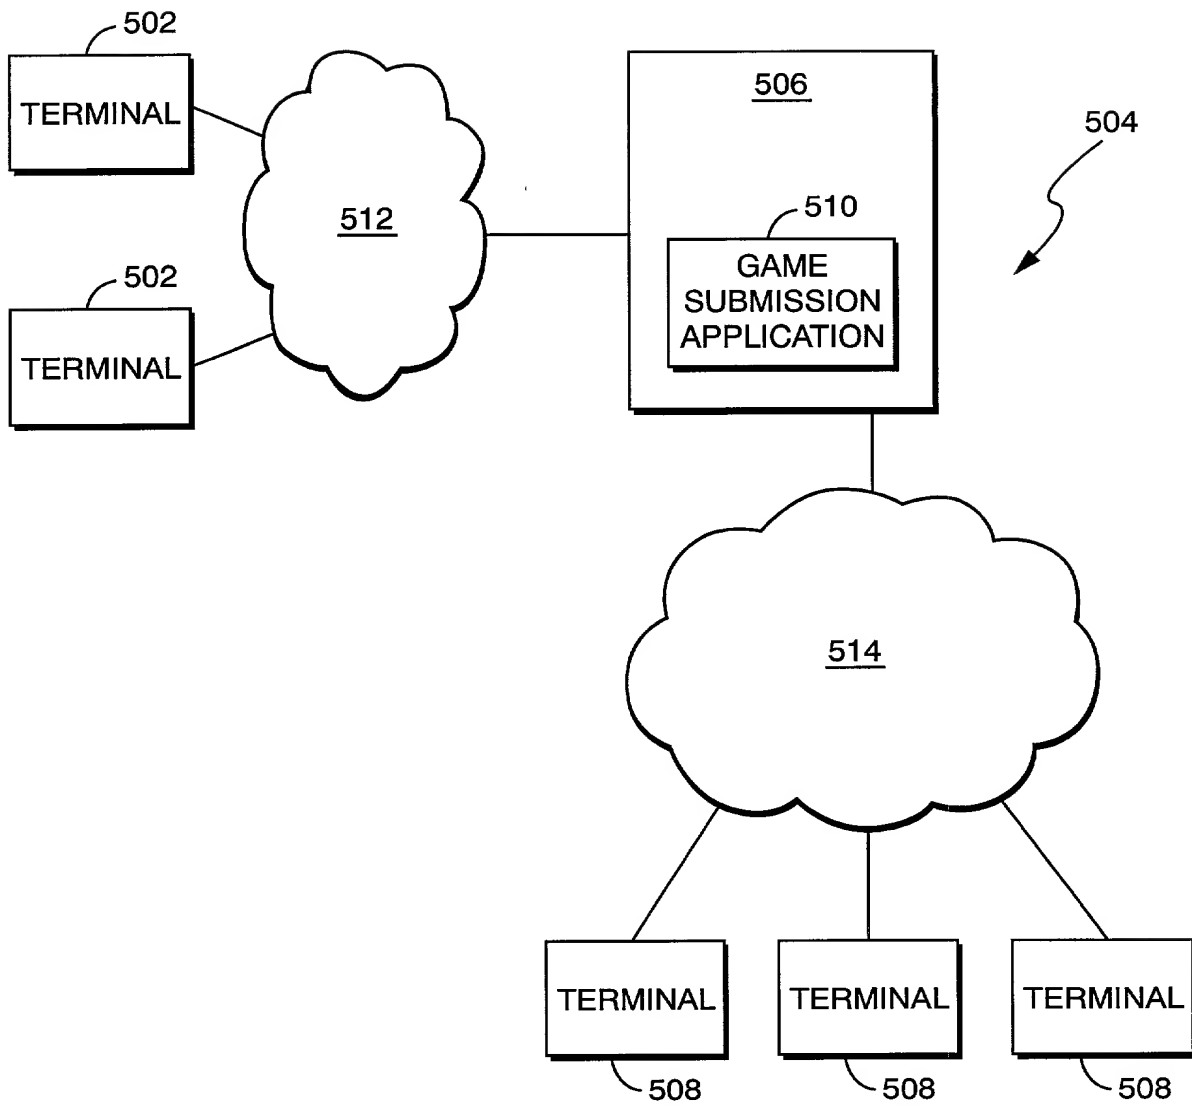 502
TERMINAL
506
504
512
510
GAME
SUBMISSION
APPLICATION
502
TERMINAL
514
TERMINAL
TERMINAL
TERMINAL
508
508
508